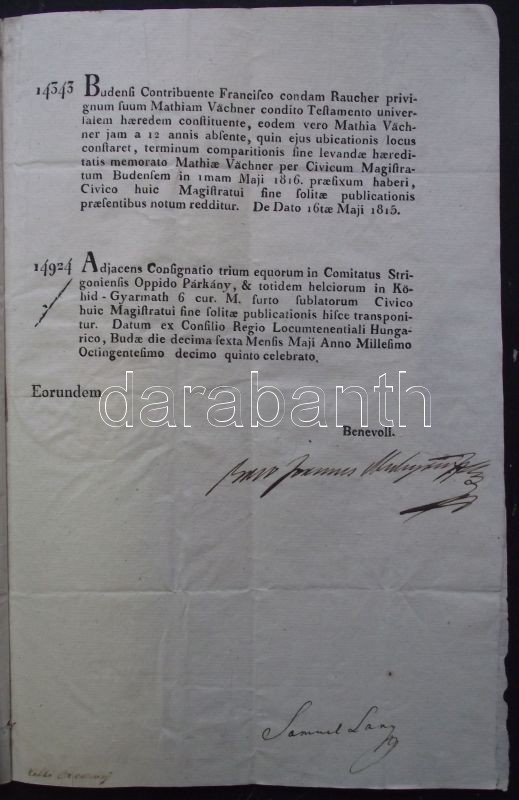 14343 Budenſi Contribuente Franciſco condam Raucher privi-
gnum ſuum Mathiam Vächner condito Teſtamento univer-
ſalem hæredem conſtituente, eodem vero Mathia Väch-
ner jam a 12 annis abſente, quin ejus ubicationis locus
conſtaret, terminum comparitionis fine levandæ hæredi-
tatis memorato Mathiæ Vächner per Civicum Magiſtra-
tum Budenſem in 1mam Maji 1816. præfixum haberi,
Civico huic Magiſtratui fine ſolitæ publicationis
præſentibus notum redditur. De Dato 16tæ Maji 1815.
14924 Adjacens Conſignatio trium equorum in Comitatus Stri-
gonienſis Oppido Párkány, & totidem helciorum in Kö-
hid-Gyarmath 6 cur. M. furto ſublatorum Civico
huic Magiſtratui fine ſolitæ publicationis hiſce transponi-
tur. Datum ex Conſilio Regio Locumtenentiali Hunga-
rico, Budæ die decima ſexta Menſis Maji Anno Milleſimo
Octingenteſimo decimo quinto celebrato.
Eorundem
darabanth
Benevoll.
Joannes
Samuel Lang